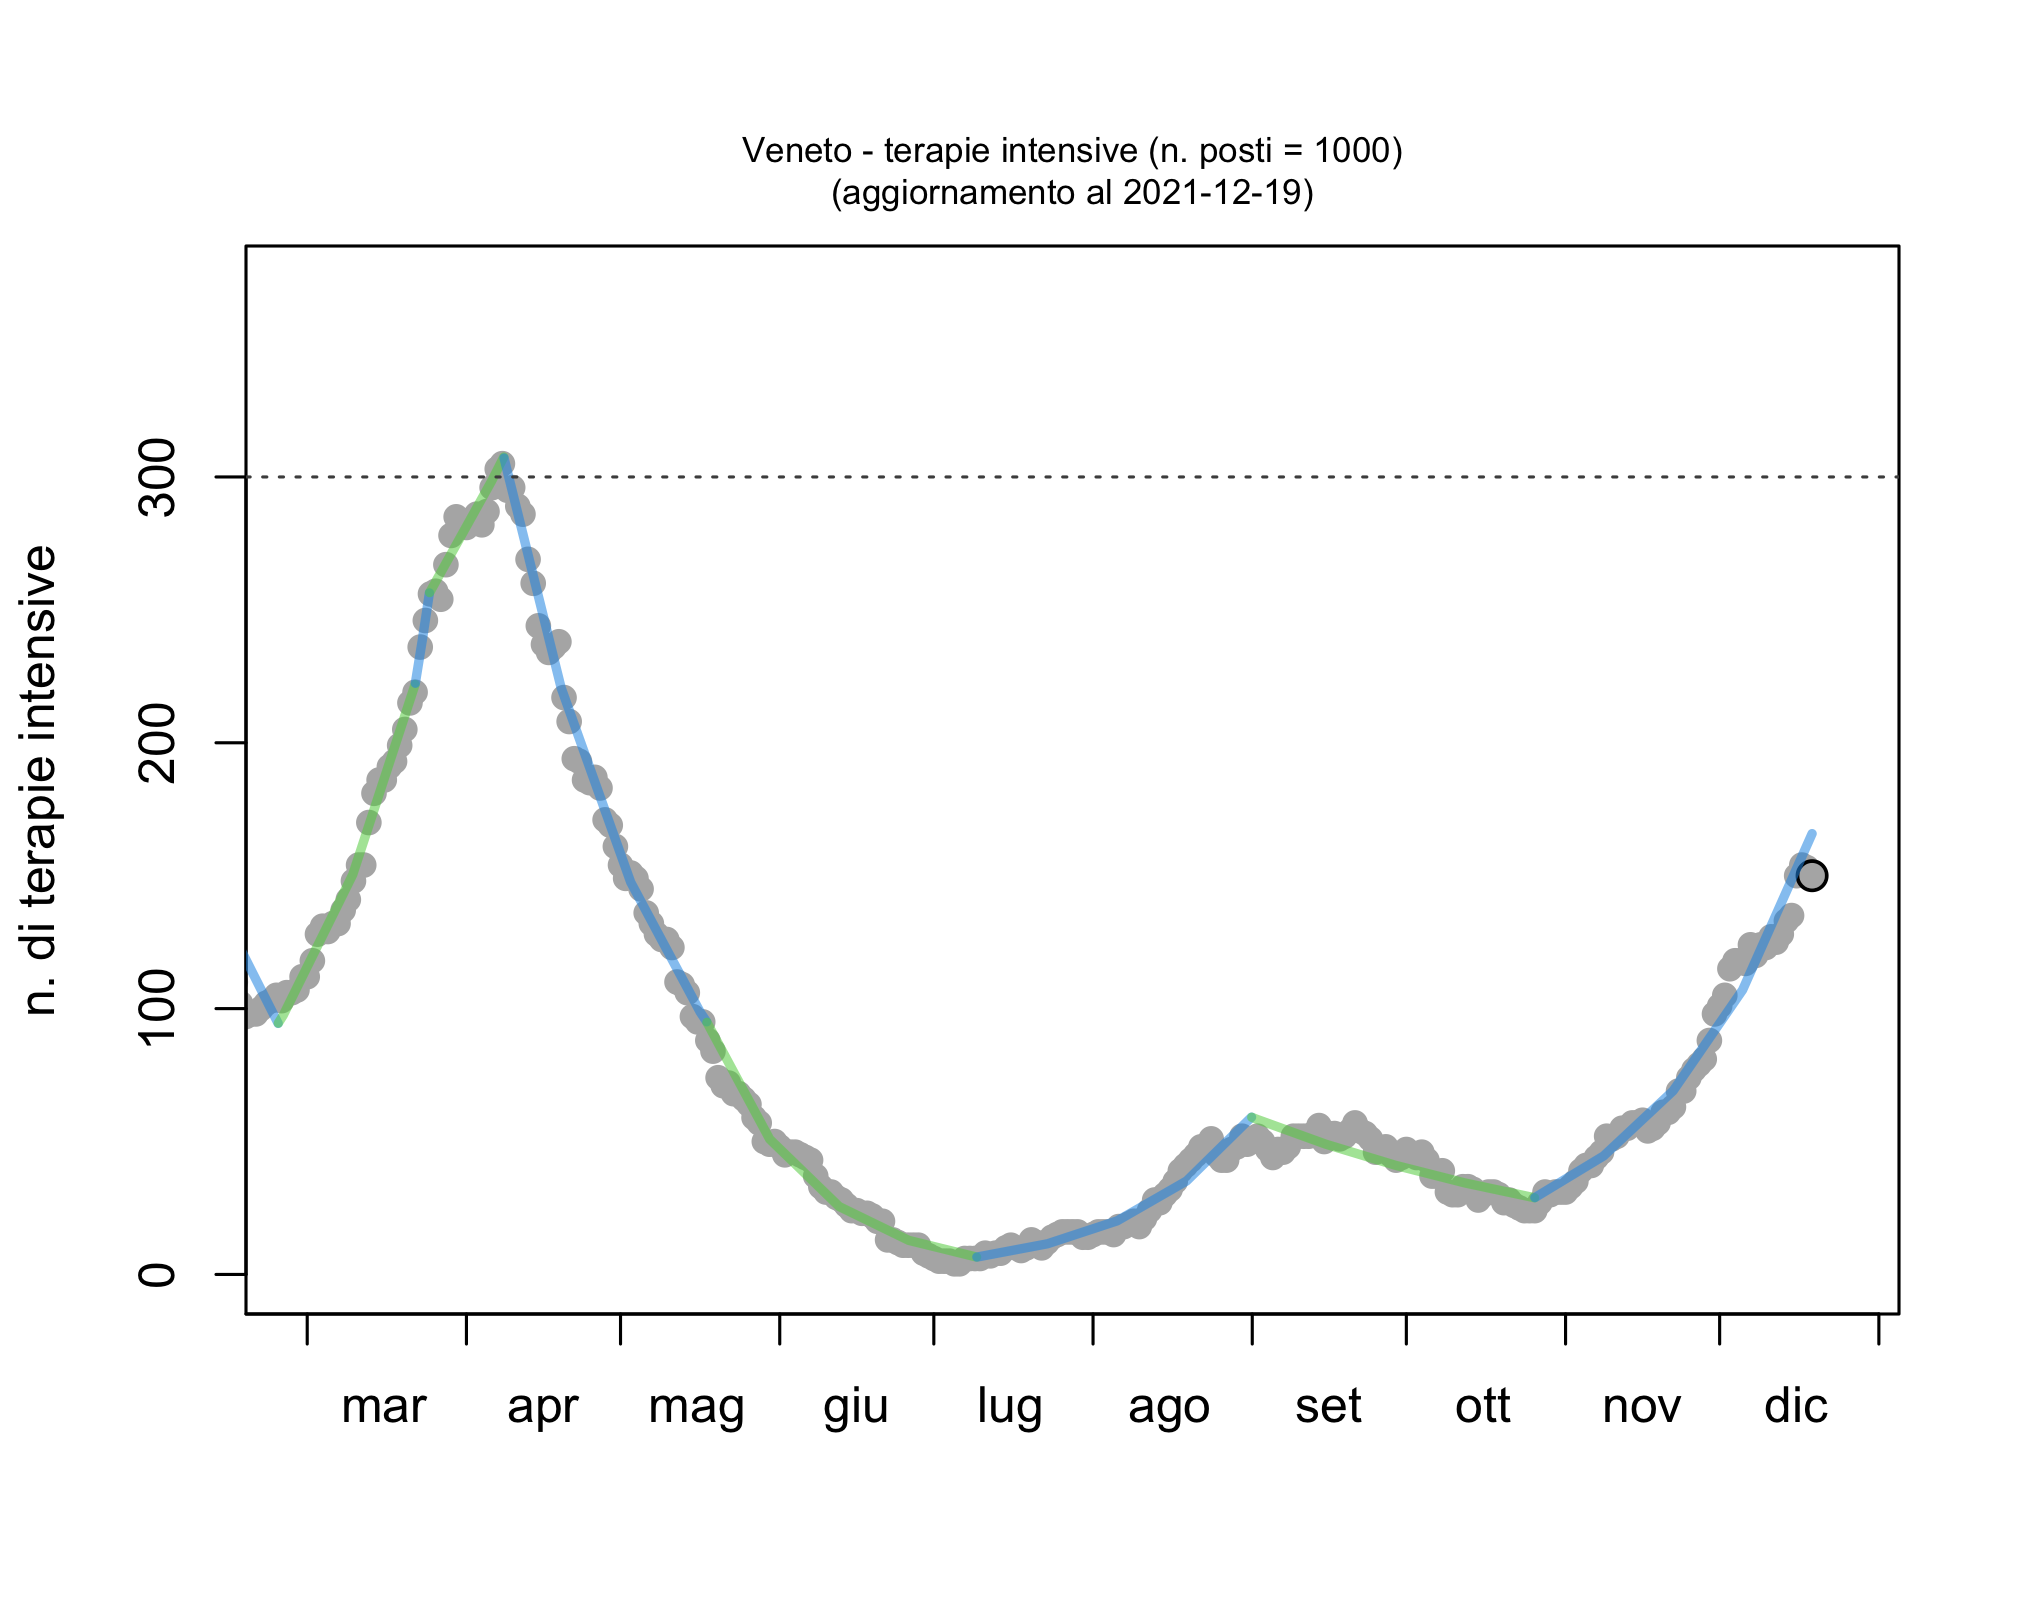 Veneto - terapie intensive (n. posti = 1000)
(aggiornamento al 2021-12-19)
n. di terapie intensive
300
200
100
0
mar apr mag giu lug ago set ott nov dic